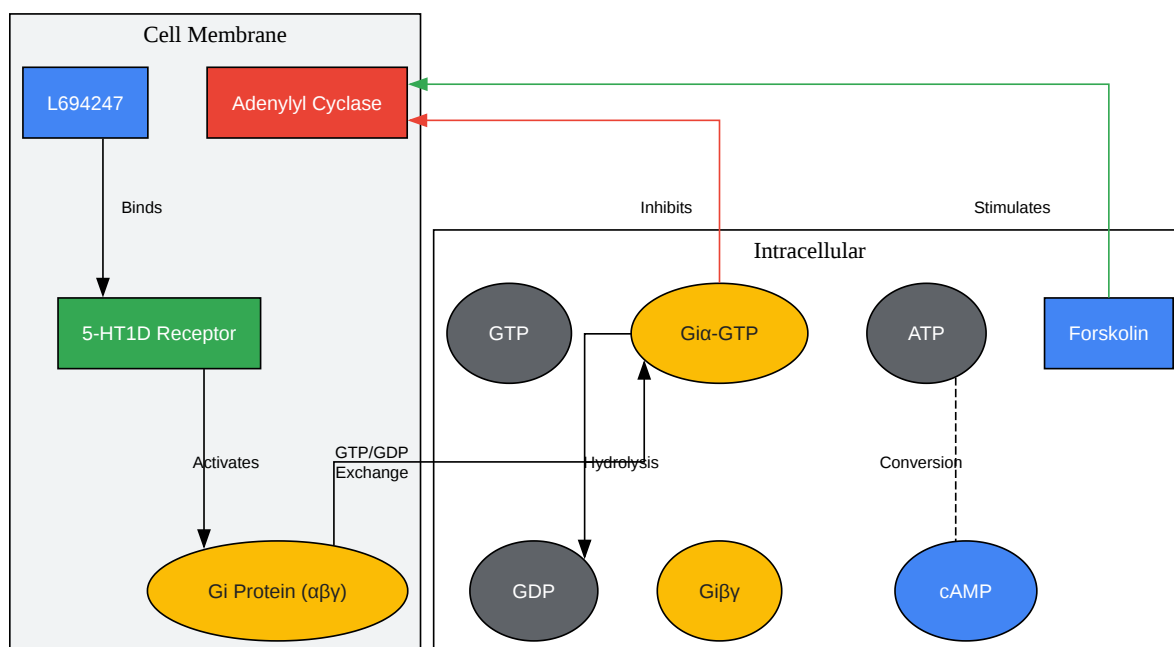 Cell Membrane
L694247
Adenylyl Cyclase
Binds
Inhibits
Stimulates
Intracellular
5-HT1D Receptor
GTP
Giα-GTP
ATP
Forskolin
Activates
GTP/GDP
Exchange
Hydrolysis
Conversion
Gi Protein (αβγ)
GDP
Giβγ
cAMP